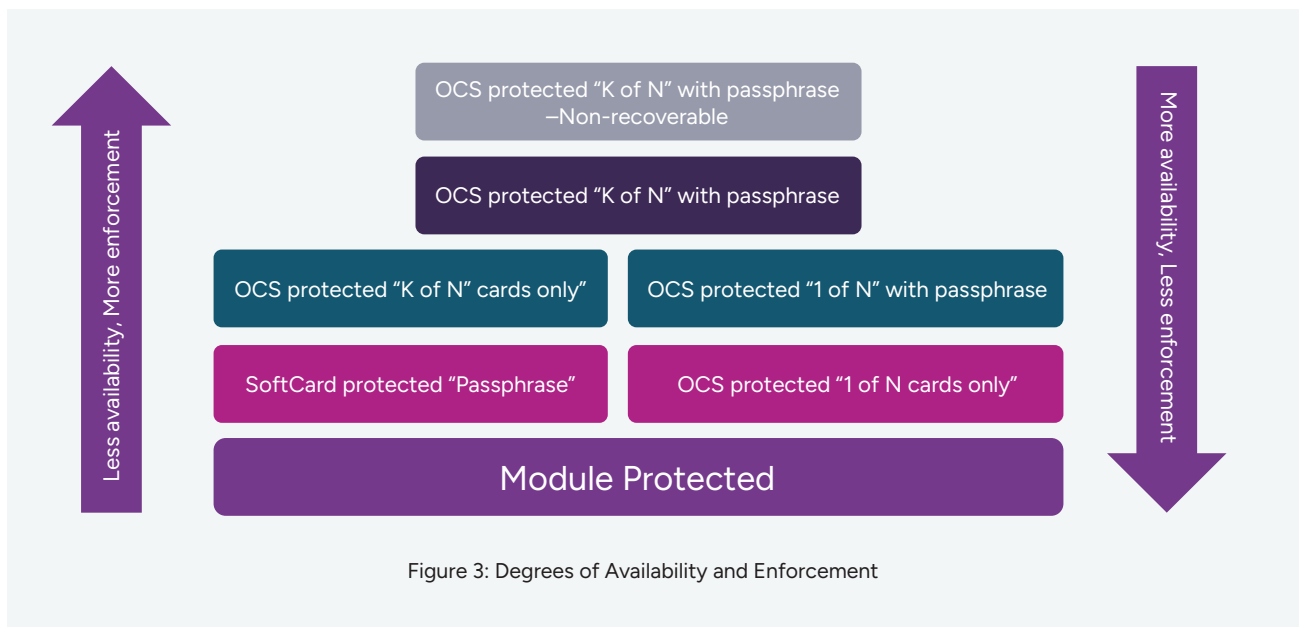 Less availability, More enforcement
OCS protected “K of N” with passphrase
–Non-recoverable
OCS protected “K of N” with passphrase
OCS protected “K of N” cards only”
OCS protected “1 of N” with passphrase
SoftCard protected “Passphrase”
OCS protected “1 of N cards only”
Module Protected
More availability, Less enforcement
Figure 3: Degrees of Availability and Enforcement